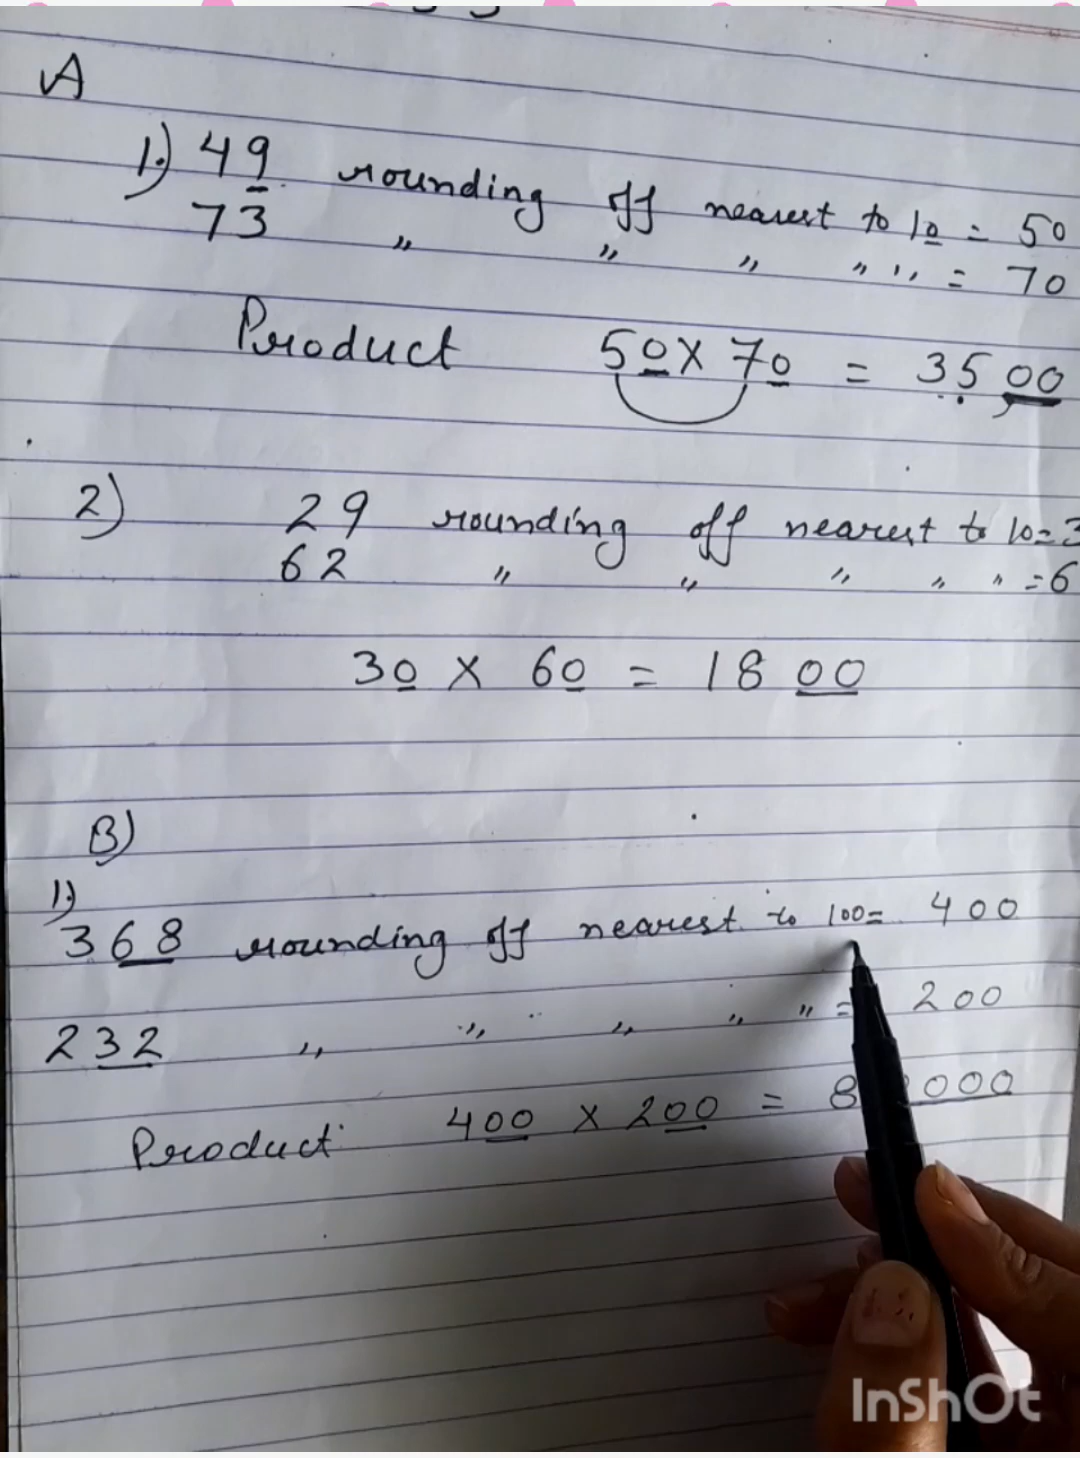 A
1.) 49 rounding off nearest to 10 = 50
73 " " " " " = 70
Product 50 X 70 = 3500
2) 29 rounding off nearest to 10 = 3
62 " " " " " = 6
30 X 60 = 1800
B)
1.)
368 rounding off nearest to 100 = 400
232 " " " " " = 200
Product: 400 X 200 = 8 000
InShOt